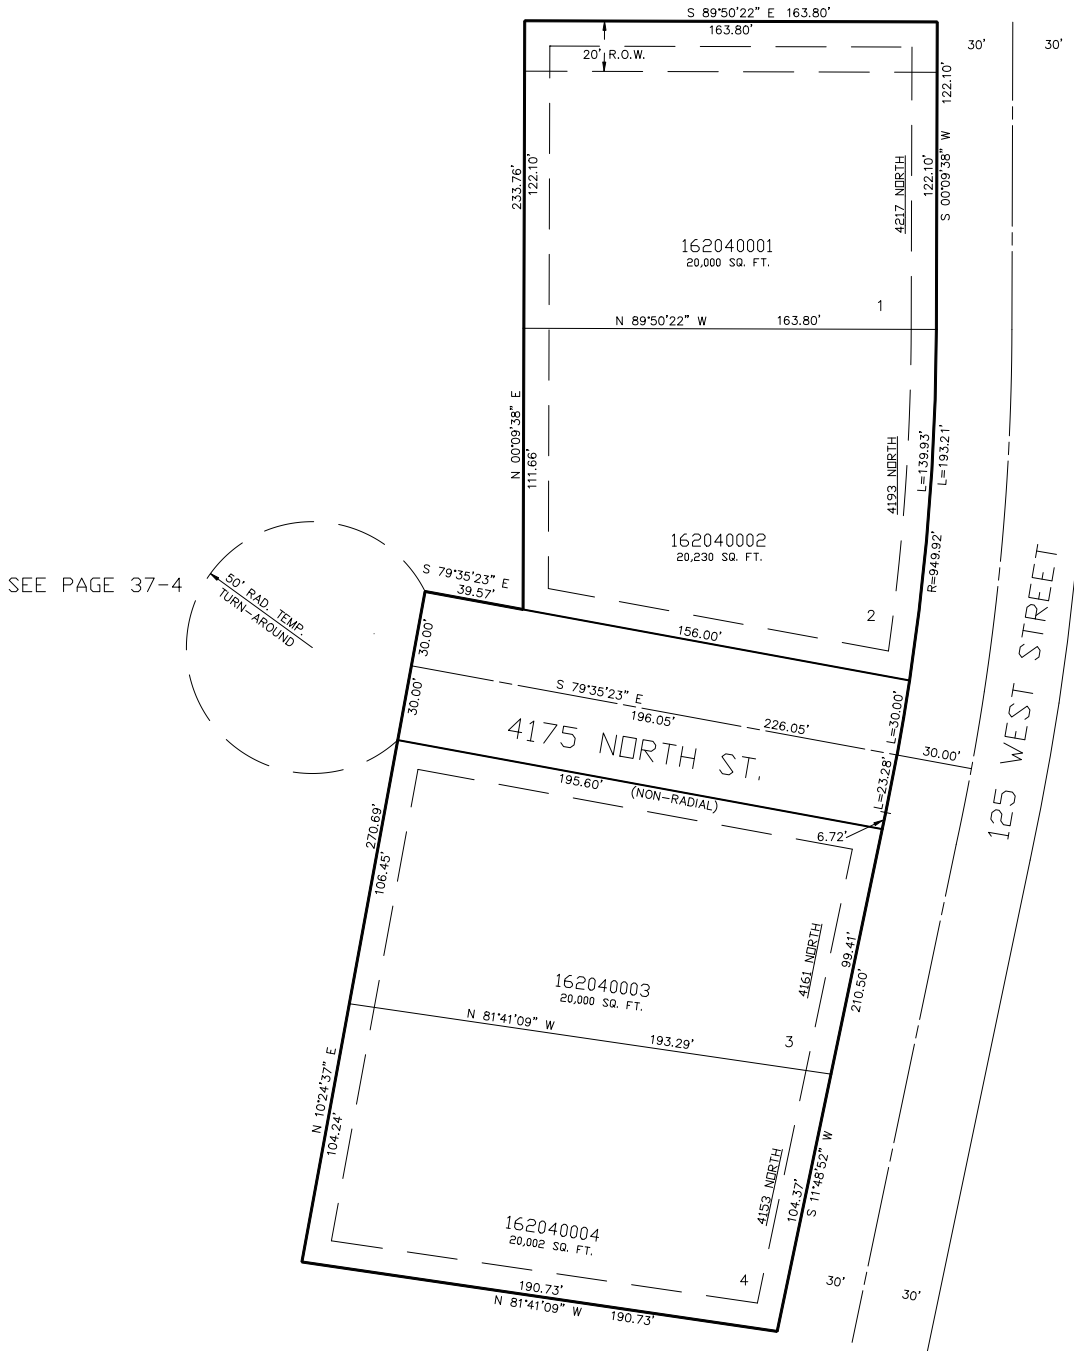 S 89°50'22" E 163.80'
163.80'
30'
30'
20' R.O.W.
122.10'
S 00°09'38" W
122.10'
4217 NORTH
233.76'
122.10'
162040001
20,000 SQ. FT.
1
N 89°50'22" W 163.80'
N 00°09'38" E
111.66'
4193 NORTH
L=139.93'
L=193.21'
R=949.92'
162040002
20,230 SQ. FT.
2
SEE PAGE 37-4
50' RAD. TEMP.
TURN-AROUND
S 79°35'23" E
39.57'
30.00'
30.00'
156.00'
S 79°35'23" E
196.05'
226.05'
L=30.00'
30.00'
4175 NORTH ST.
L=23.28'
195.60' (NON-RADIAL)
6.72'
125 WEST STREET
270.69'
106.45'
4161 NORTH
99.41'
210.50'
162040003
20,000 SQ. FT.
3
N 81°41'09" W
193.29'
N 10°24'37" E
104.24'
4153 NORTH
104.37'
S 11°48'52" W
162040004
20,002 SQ. FT.
4
30'
30'
190.73'
N 81°41'09" W 190.73'